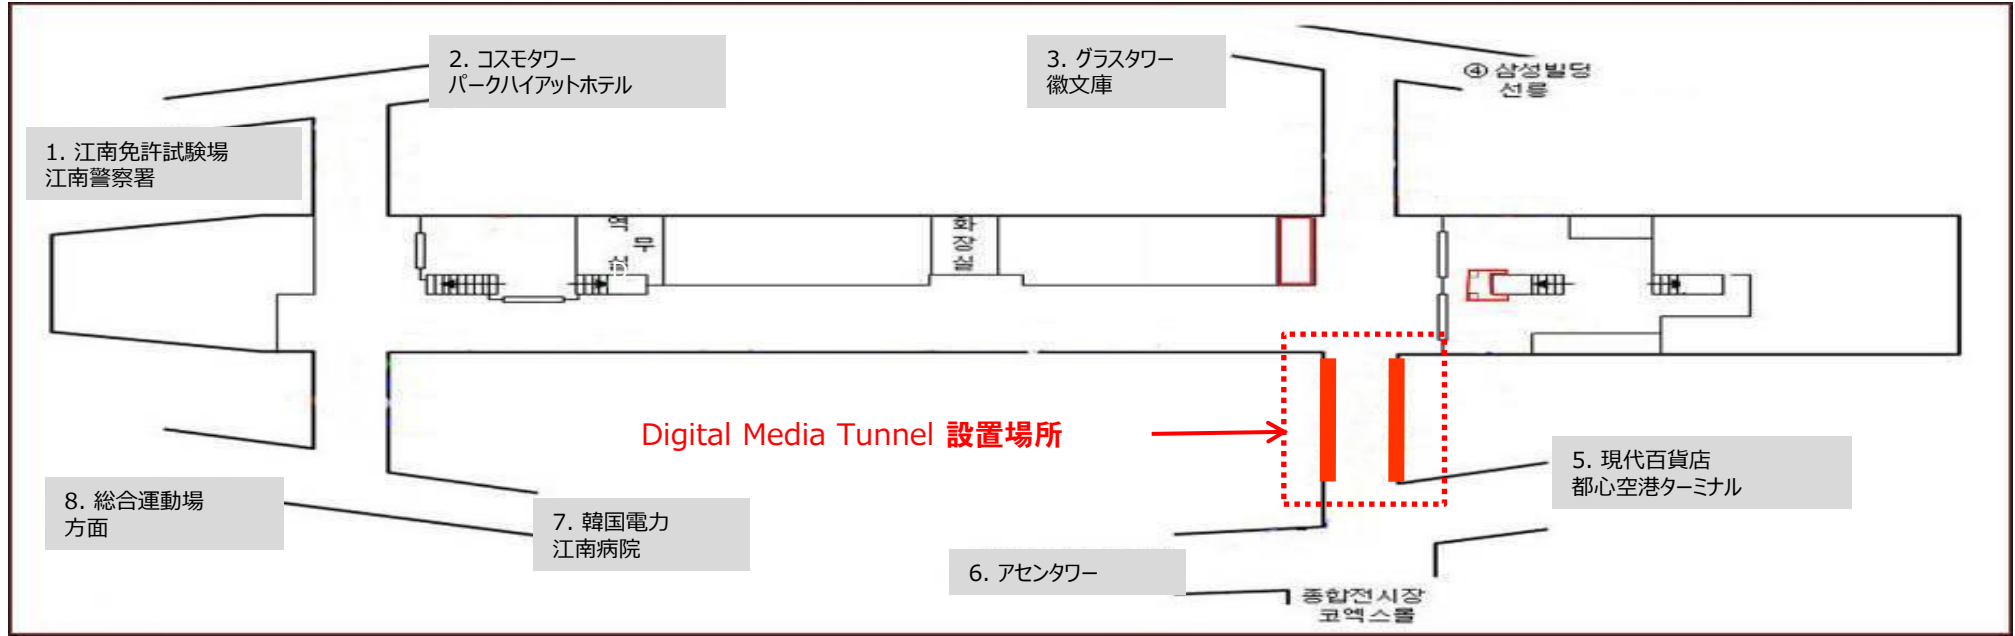 2. コスモタワー
パークハイアットホテル
3. グラスタワー
徽文庫
④ 삼성빌딩
선릉
1. 江南免許試験場
江南警察署
역무실
화장실
Digital Media Tunnel 設置場所
5. 現代百貨店
都心空港ターミナル
8. 総合運動場
方面
7. 韓国電力
江南病院
6. アセンタワー
종합전시장
코엑스몰